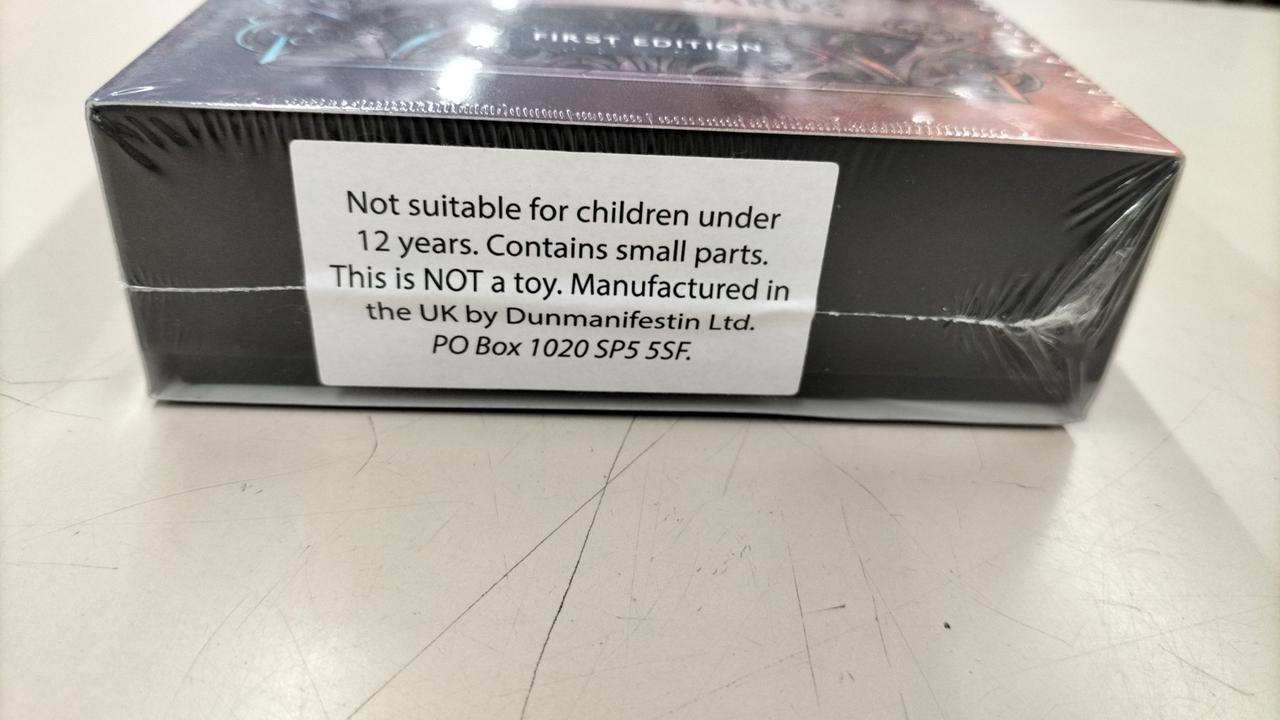 FIRST EDITION
Not suitable for children under
12 years. Contains small parts.
This is NOT a toy. Manufactured in
the UK by Dunmanifestin Ltd.
PO Box 1020 SP5 5SF.